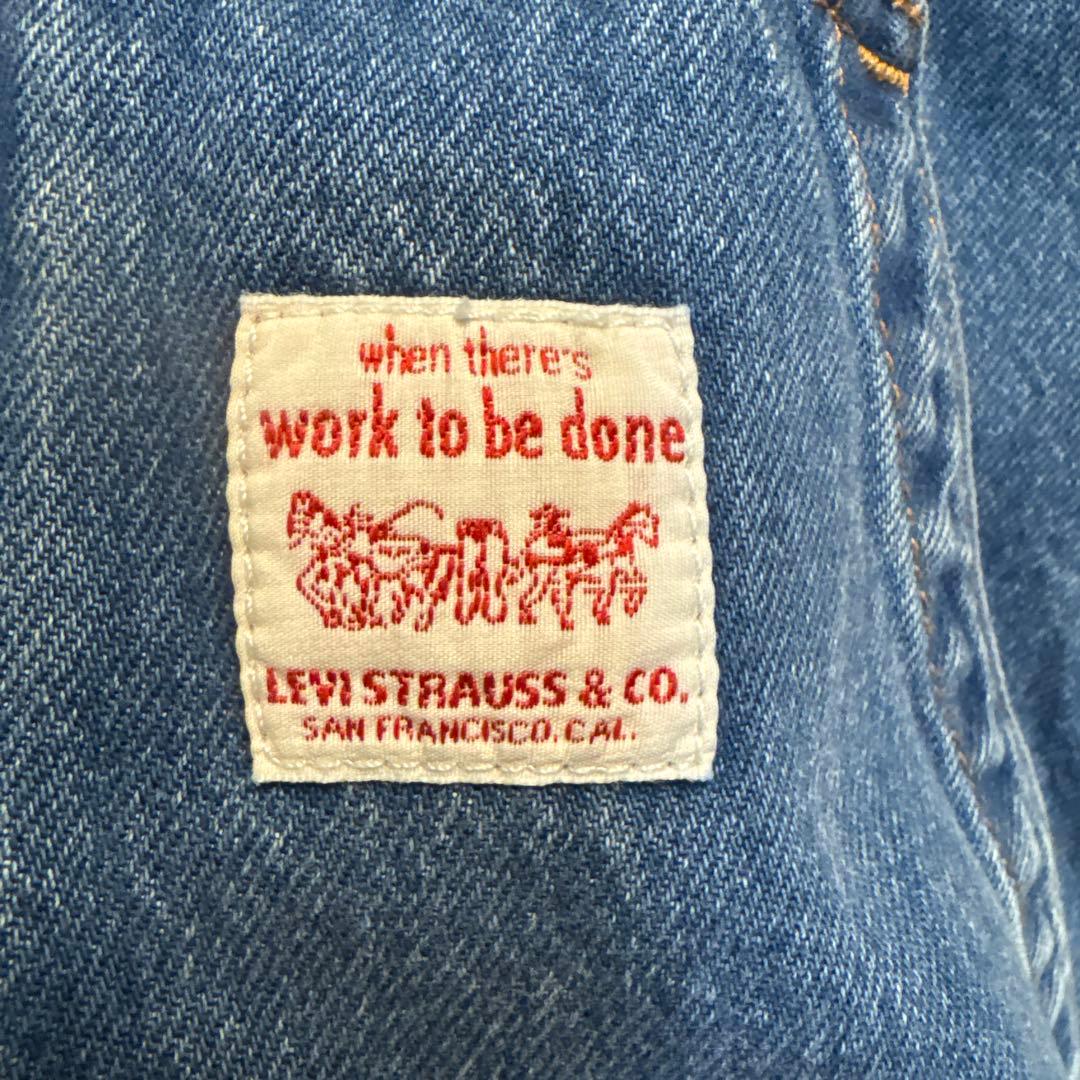 when there's
work to be done
LEVI STRAUSS & CO.
SAN FRANCISCO. CAL.